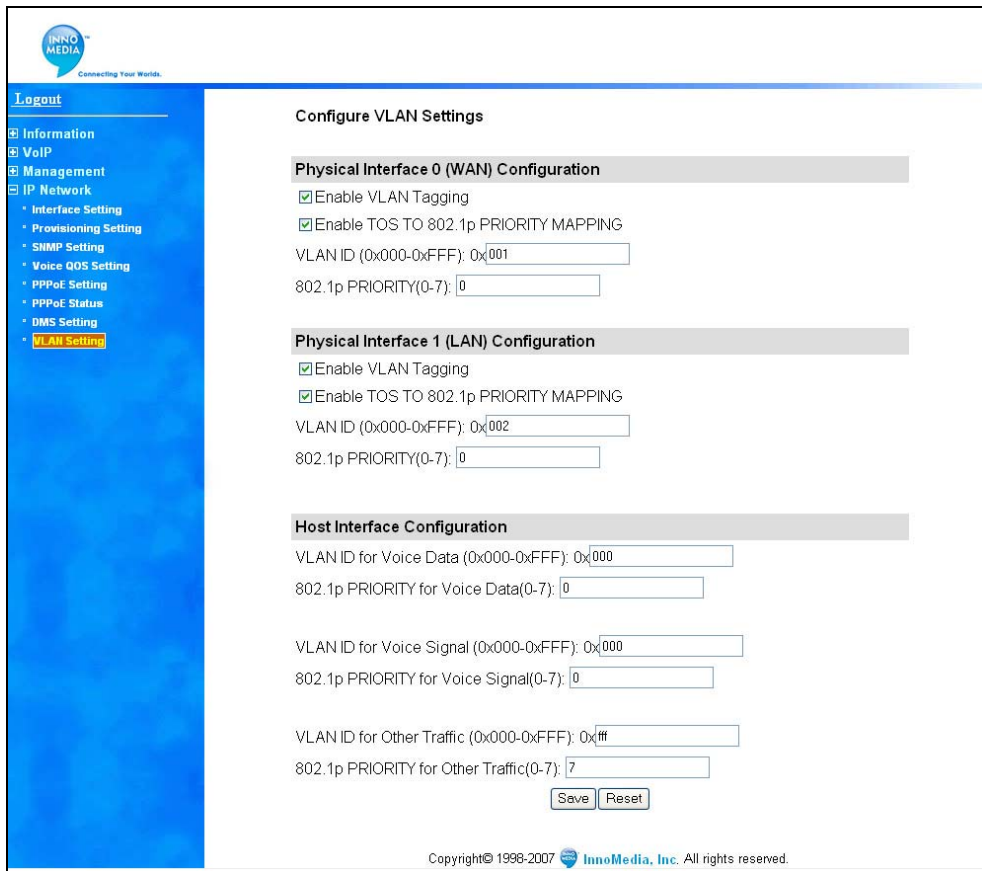 INNO
MEDIA
™
Connecting Your Worlds.
Logout
Information
VoIP
Management
IP Network
Interface Setting
Provisioning Setting
SNMP Setting
Voice QOS Setting
PPPoE Setting
PPPoE Status
DMS Setting
VLAN Setting
Configure VLAN Settings
Physical Interface 0 (WAN) Configuration
Enable VLAN Tagging
Enable TOS TO 802.1p PRIORITY MAPPING
VLAN ID (0x000-0xFFF): 0x 001
802.1p PRIORITY(0-7): 0
Physical Interface 1 (LAN) Configuration
Enable VLAN Tagging
Enable TOS TO 802.1p PRIORITY MAPPING
VLAN ID (0x000-0xFFF): 0x 002
802.1p PRIORITY(0-7): 0
Host Interface Configuration
VLAN ID for Voice Data (0x000-0xFFF): 0x 000
802.1p PRIORITY for Voice Data(0-7): 0
VLAN ID for Voice Signal (0x000-0xFFF): 0x 000
802.1p PRIORITY for Voice Signal(0-7): 0
VLAN ID for Other Traffic (0x000-0xFFF): 0x fff
802.1p PRIORITY for Other Traffic(0-7): 7
Save Reset
Copyright© 1998-2007 InnoMedia, Inc. All rights reserved.